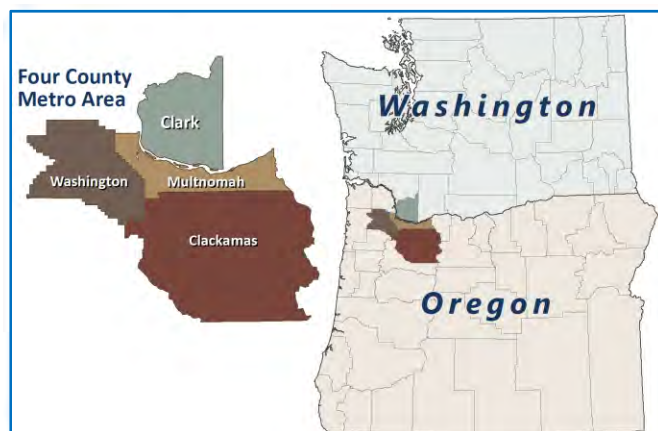 Four County
Metro Area
Clark
Washington
Multnomah
Clackamas
Washington
Oregon